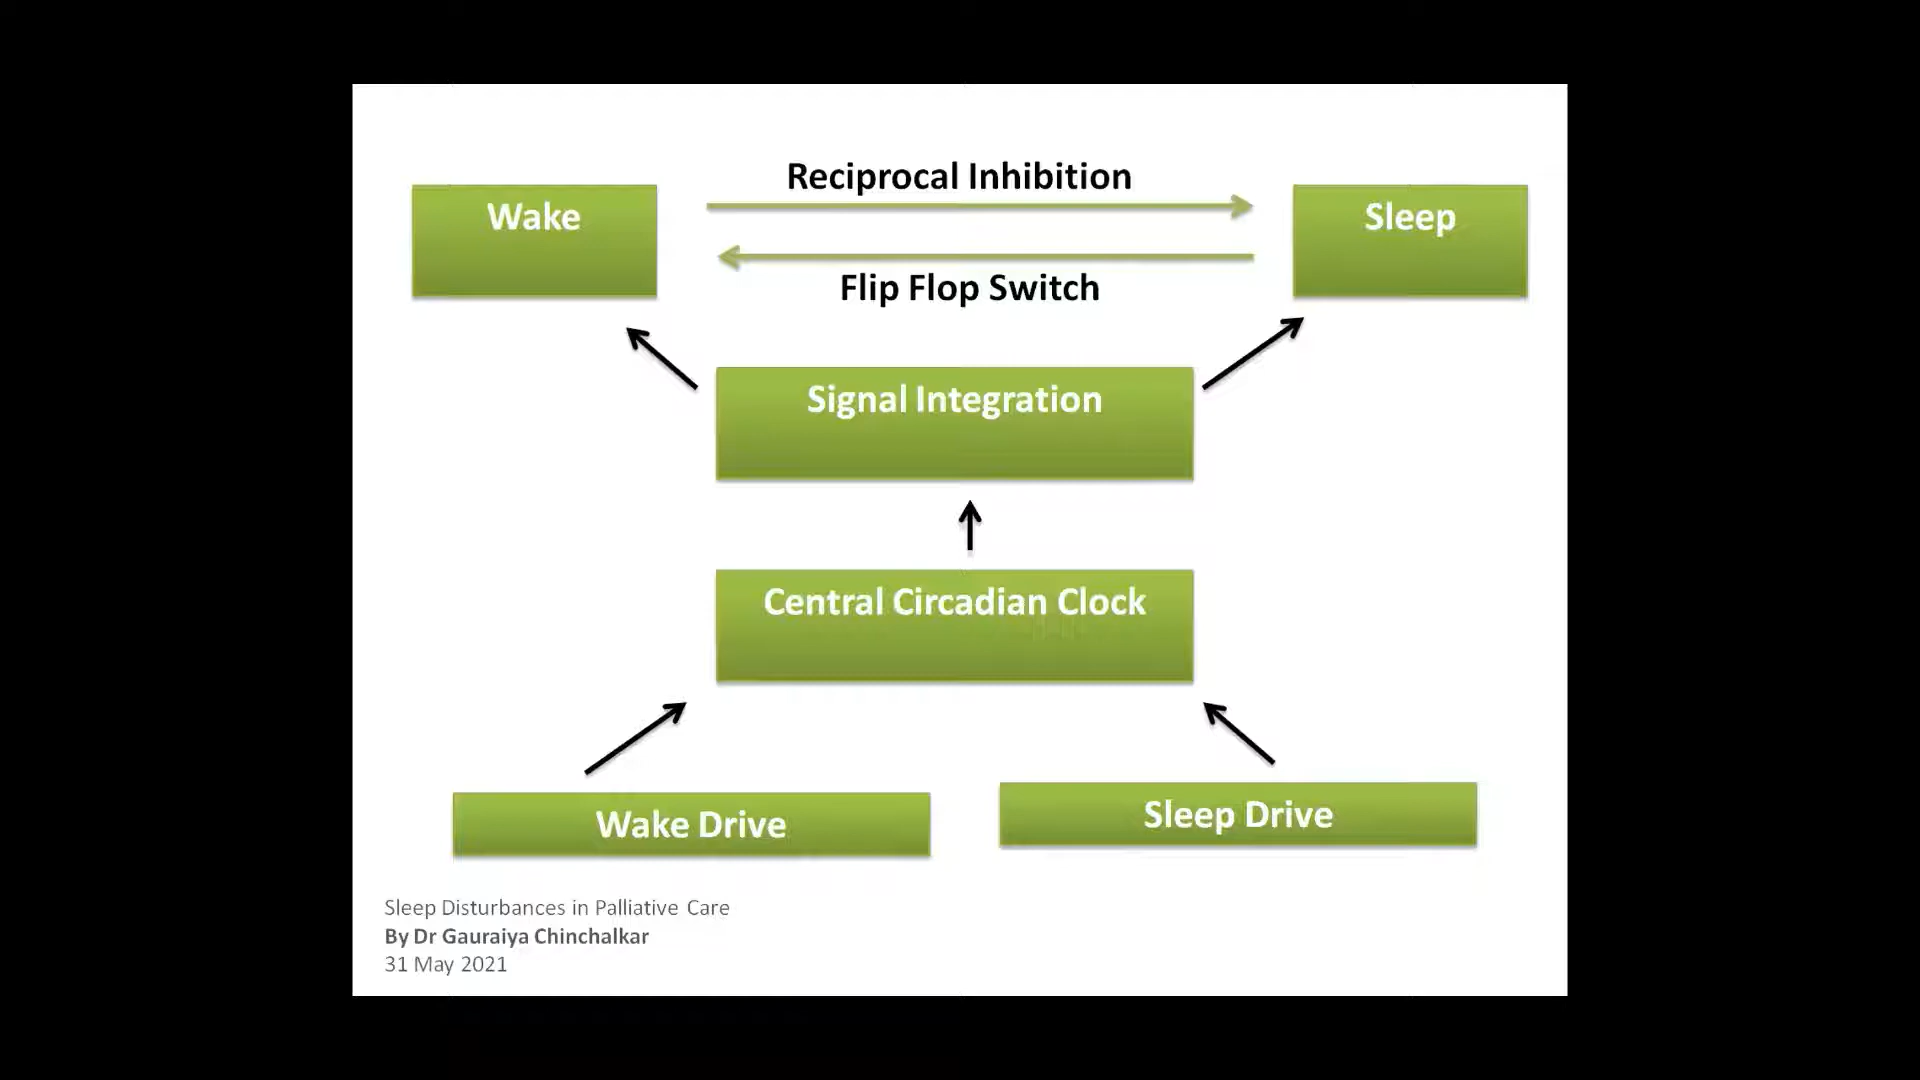 Reciprocal Inhibition
Wake
Sleep
Flip Flop Switch
Signal Integration
Central Circadian Clock
Wake Drive
Sleep Drive
Sleep Disturbances in Palliative Care
By Dr Gauraiya Chinchalkar
31 May 2021